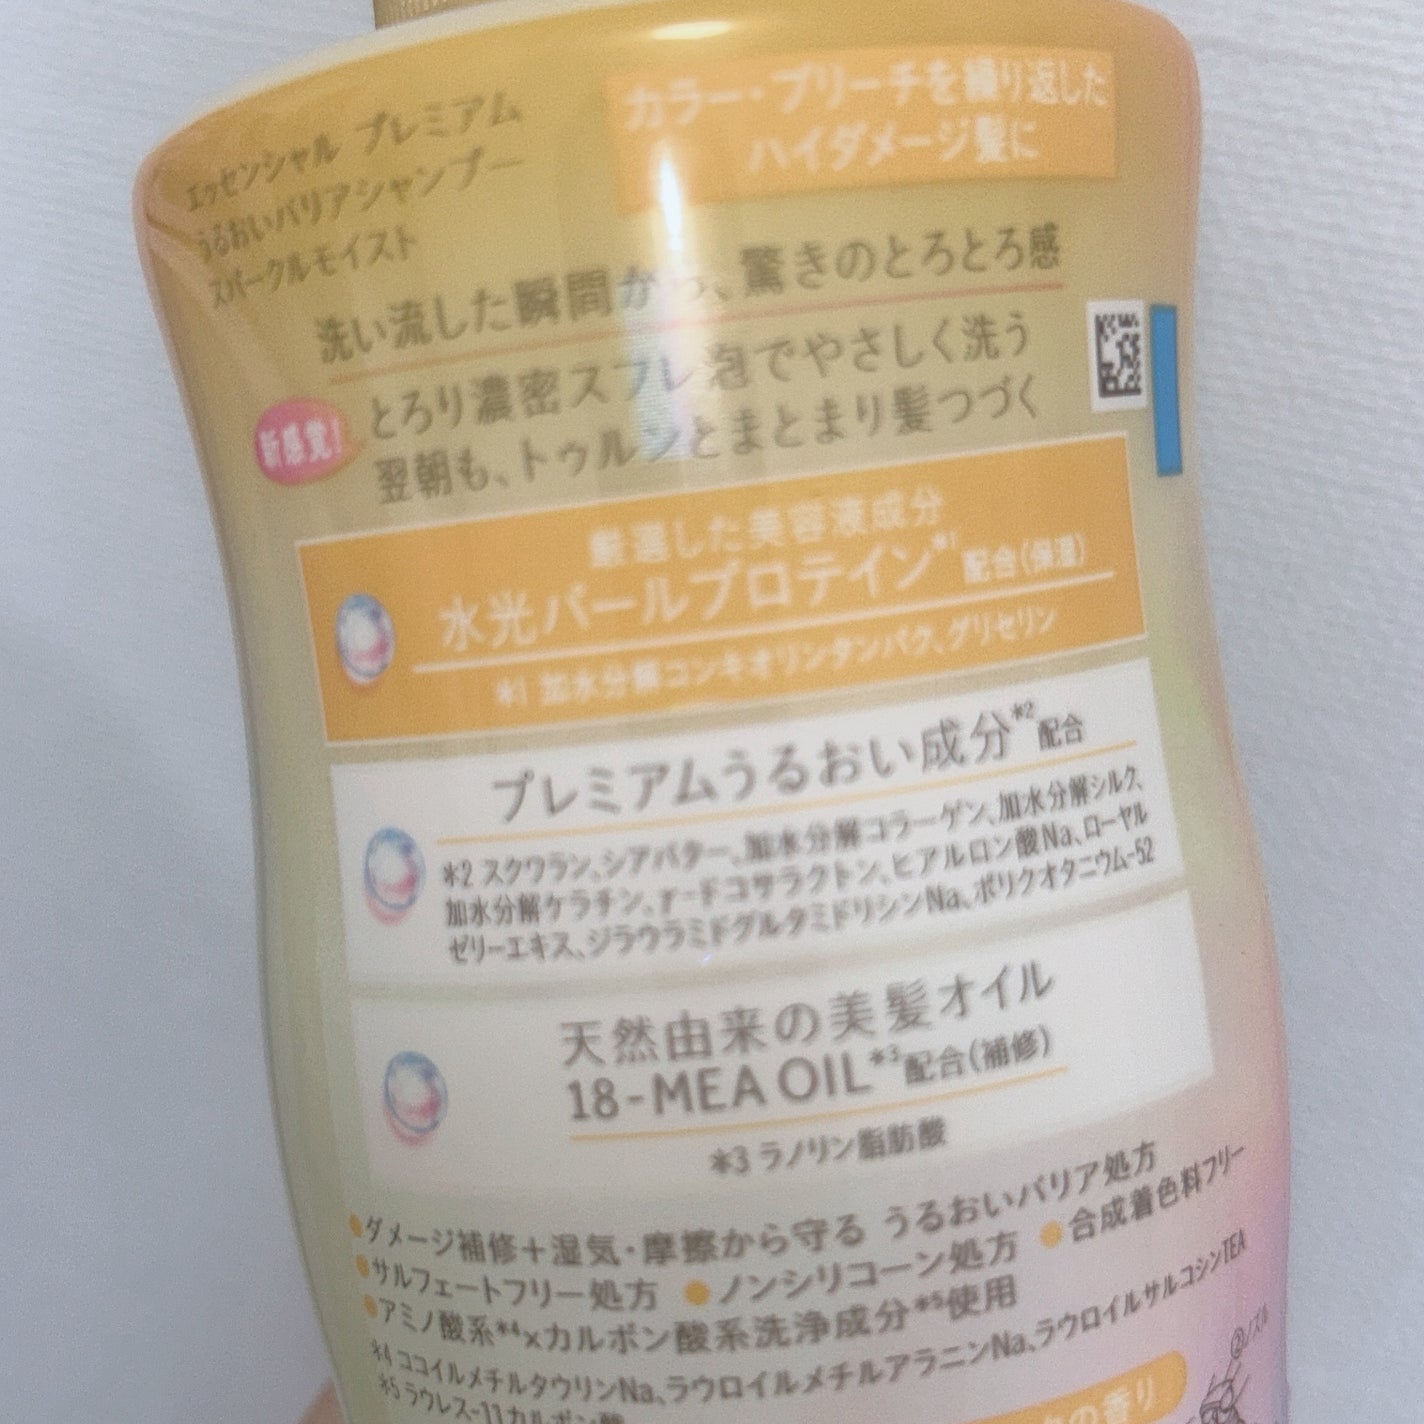 エッセンシャル プレミアム
うるおいバリアシャンプー
スパークルモイスト
カラー・ブリーチを繰り返した
ハイダメージ髪に
洗い流した瞬間から、驚きのとろとろ感
新感覚!
とろり濃密スフレ泡でやさしく洗う
翌朝も、トゥルンとまとまり髪つづく
厳選した美容液成分
水光パールプロテイン*1 配合(保湿)
*1 加水分解コンキオリンタンパク、グリセリン
プレミアムうるおい成分*2 配合
*2 スクワラン、シアバター、加水分解コラーゲン、加水分解シルク、
加水分解ケラチン、γ-ドコサラクトン、ヒアルロン酸Na、ローヤル
ゼリーエキス、ジラウラミドグルタミドリシンNa、ポリクオタニウム-52
天然由来の美髪オイル
18-MEA OIL*3 配合(補修)
*3 ラノリン脂肪酸
●ダメージ補修+湿気・摩擦から守る うるおいバリア処方
●サルフェートフリー処方 ●ノンシリコーン処方 ●合成着色料フリー
●アミノ酸系*4×カルボン酸系洗浄成分*5使用
*4 ココイルメチルタウリンNa、ラウロイルメチルアラニンNa、ラウロイルサルコシンTEA
*5 ラウレス-11カルボン酸
の香り
②ノズル